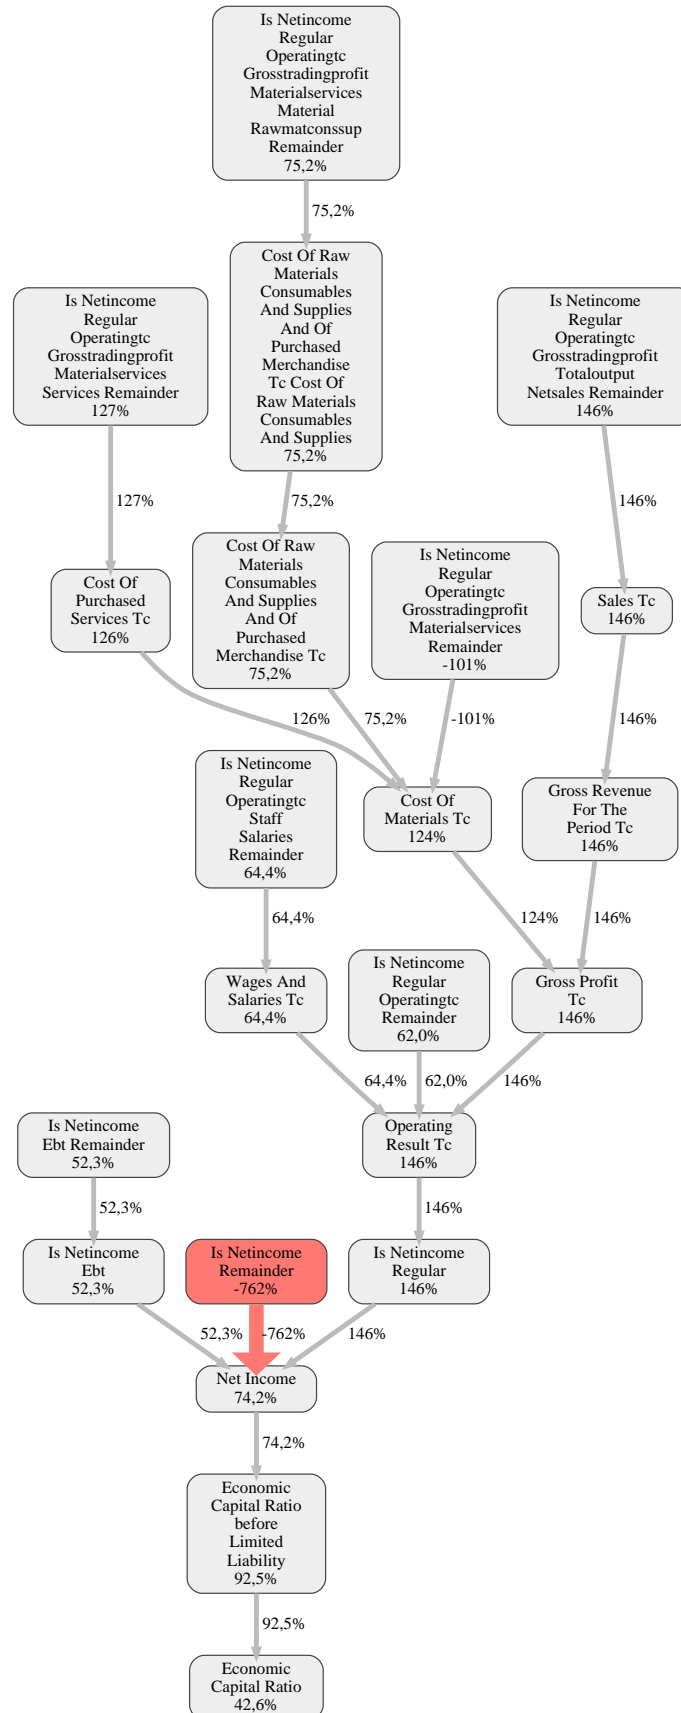 Is Netincome
Regular
Operatingtc
Grosstradingprofit
Materialservices
Material
Rawmatconssup
Remainder
75,2%
75,2%
Cost Of Raw
Materials
Consumables
And Supplies
And Of
Purchased
Merchandise
Tc Cost Of
Raw Materials
Consumables
And Supplies
75,2%
Is Netincome
Regular
Operatingtc
Grosstradingprofit
Materialservices
Services Remainder
127%
Is Netincome
Regular
Operatingtc
Grosstradingprofit
Totaloutput
Netsales Remainder
146%
127%
75,2%
146%
Cost Of
Purchased
Services Tc
126%
Cost Of Raw
Materials
Consumables
And Supplies
And Of
Purchased
Merchandise Tc
75,2%
Is Netincome
Regular
Operatingtc
Grosstradingprofit
Materialservices
Remainder
-101%
Sales Tc
146%
126%
75,2%
-101%
146%
Is Netincome
Regular
Operatingtc
Staff
Salaries
Remainder
64,4%
Cost Of
Materials Tc
124%
Gross Revenue
For The
Period Tc
146%
64,4%
124%
146%
Wages And
Salaries Tc
64,4%
Is Netincome
Regular
Operatingtc
Remainder
62,0%
Gross Profit
Tc
146%
64,4%
62,0%
146%
Is Netincome
Ebt Remainder
52,3%
Operating
Result Tc
146%
52,3%
146%
Is Netincome
Ebt
52,3%
Is Netincome
Remainder
-762%
Is Netincome
Regular
146%
52,3%
-762%
146%
Net Income
74,2%
74,2%
Economic
Capital Ratio
before
Limited
Liability
92,5%
92,5%
Economic
Capital Ratio
42,6%